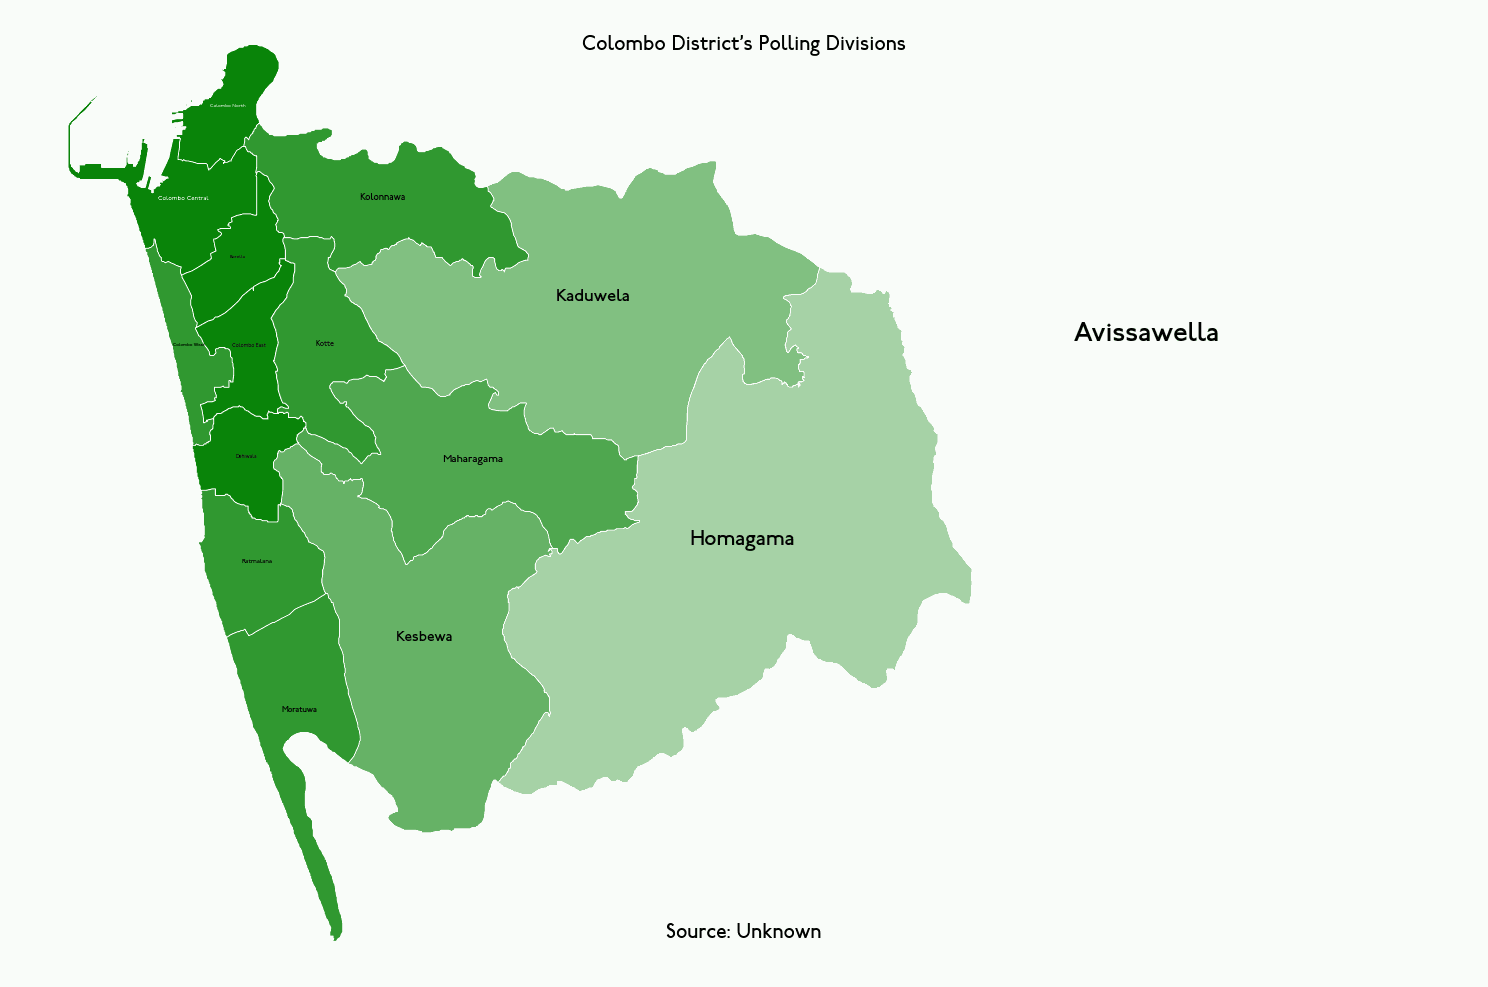 Colombo District's Polling Divisions
Colombo North
Kolonnawa
Colombo Central
Borella
Kaduwela
Avissawella
Colombo West
Colombo East
Kotte
Dehiwala
Maharagama
Homagama
Ratmalana
Kesbewa
Moratuwa
Source: Unknown